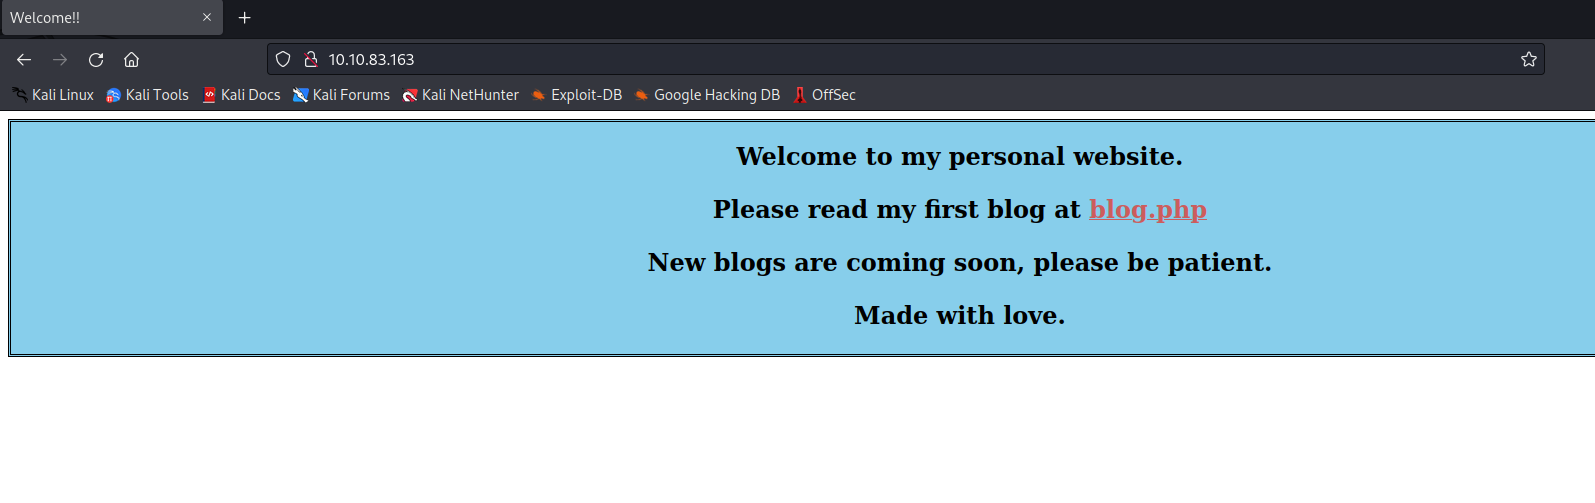 Welcome!!
10.10.83.163
Kali Linux Kali Tools Kali Docs Kali Forums Kali NetHunter Exploit-DB Google Hacking DB OffSec
Welcome to my personal website.
Please read my first blog at blog.php
New blogs are coming soon, please be patient.
Made with love.